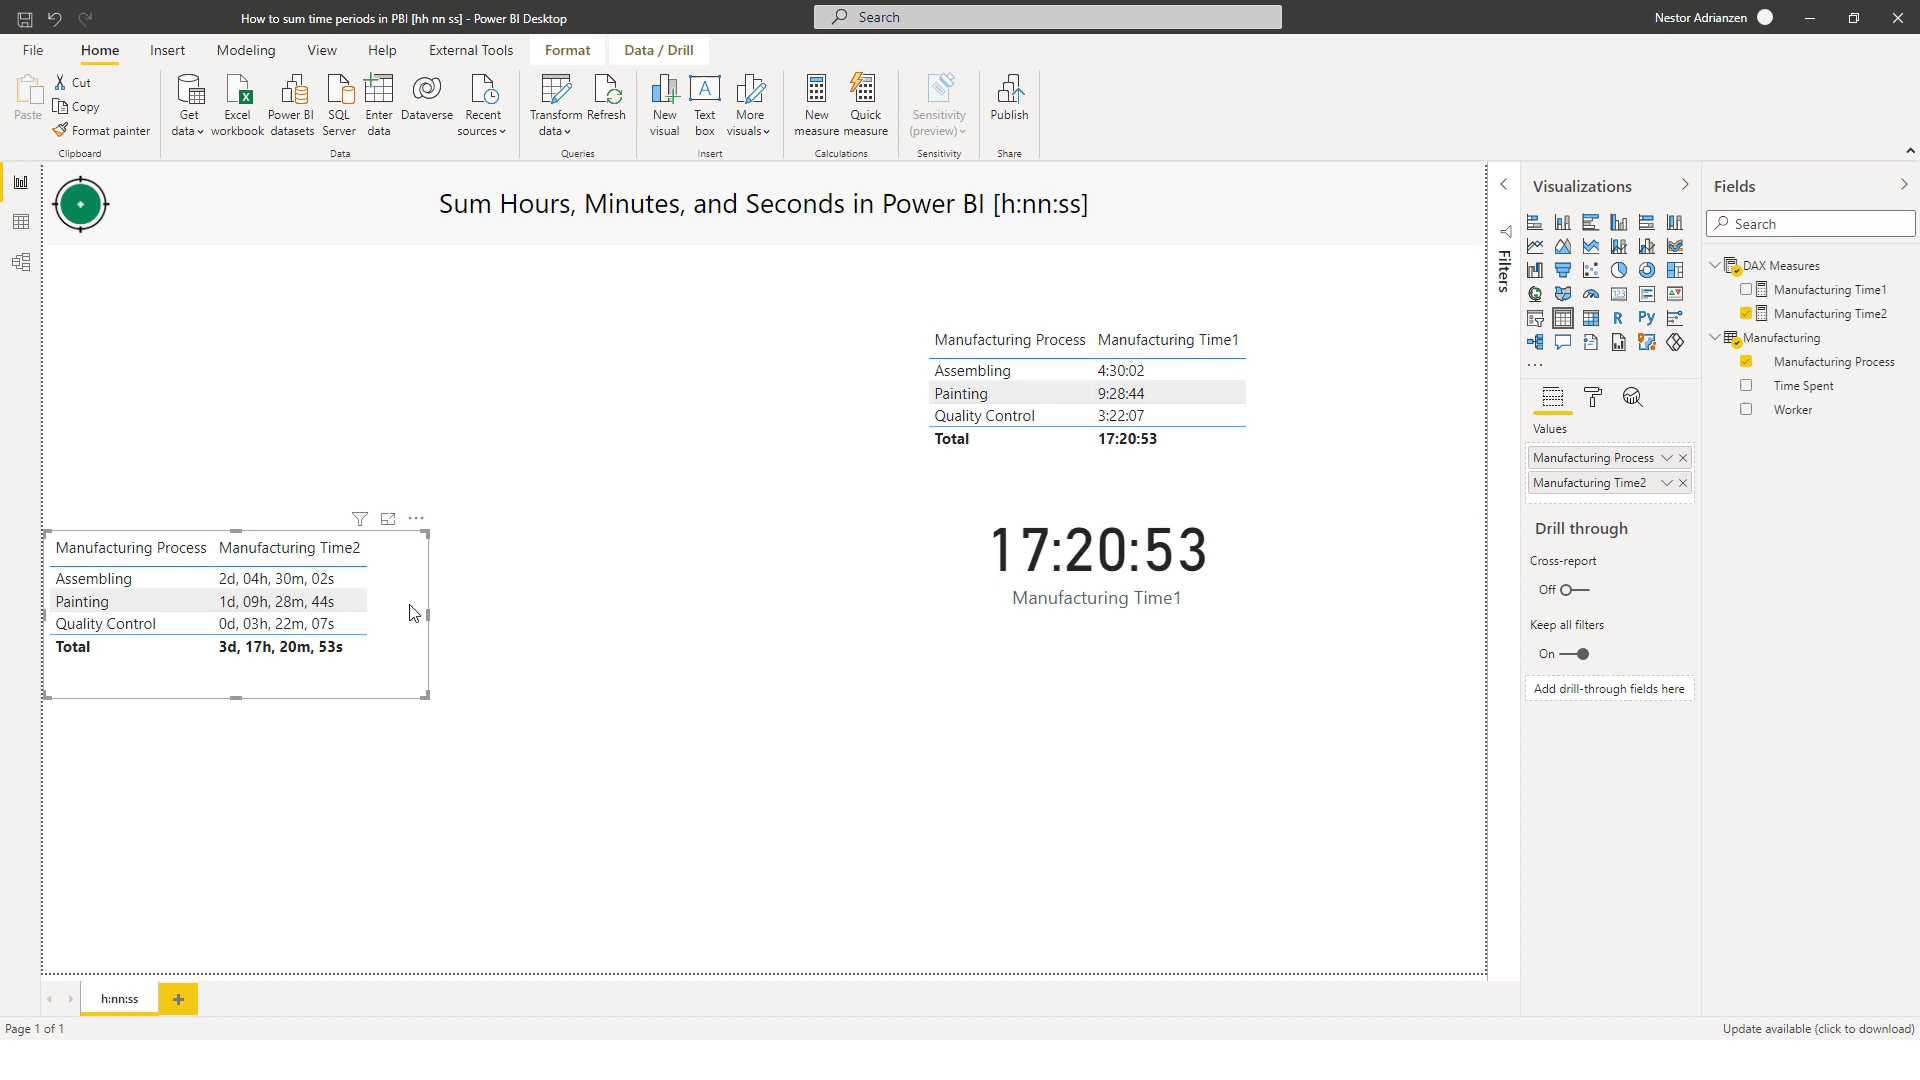 How to sum time periods in PBI [hh nn ss] - Power BI Desktop
Search
Nestor Adrianzen
File Home Insert Modeling View Help External Tools Format Data / Drill
Paste
Cut
Copy
Format painter
Clipboard
Get data
Excel workbook
Power BI datasets
SQL Server
Enter data
Dataverse
Recent sources
Data
Transform data
Refresh
Queries
New visual
Text box
More visuals
Insert
New measure
Quick measure
Calculations
Sensitivity (preview)
Sensitivity
Publish
Share
Sum Hours, Minutes, and Seconds in Power BI [h:nn:ss]
Manufacturing Process Manufacturing Time1
Assembling 4:30:02
Painting 9:28:44
Quality Control 3:22:07
Total 17:20:53
17:20:53
Manufacturing Time1
Manufacturing Process Manufacturing Time2
Assembling 2d, 04h, 30m, 02s
Painting 1d, 09h, 28m, 44s
Quality Control 0d, 03h, 22m, 07s
Total 3d, 17h, 20m, 53s
Filters
Visualizations
R
Py
123
Values
Manufacturing Process
Manufacturing Time2
Drill through
Cross-report
Off
Keep all filters
On
Add drill-through fields here
Fields
Search
DAX Measures
Manufacturing Time1
Manufacturing Time2
Manufacturing
Manufacturing Process
Time Spent
Worker
h:nn:ss
Page 1 of 1
Update available (click to download)